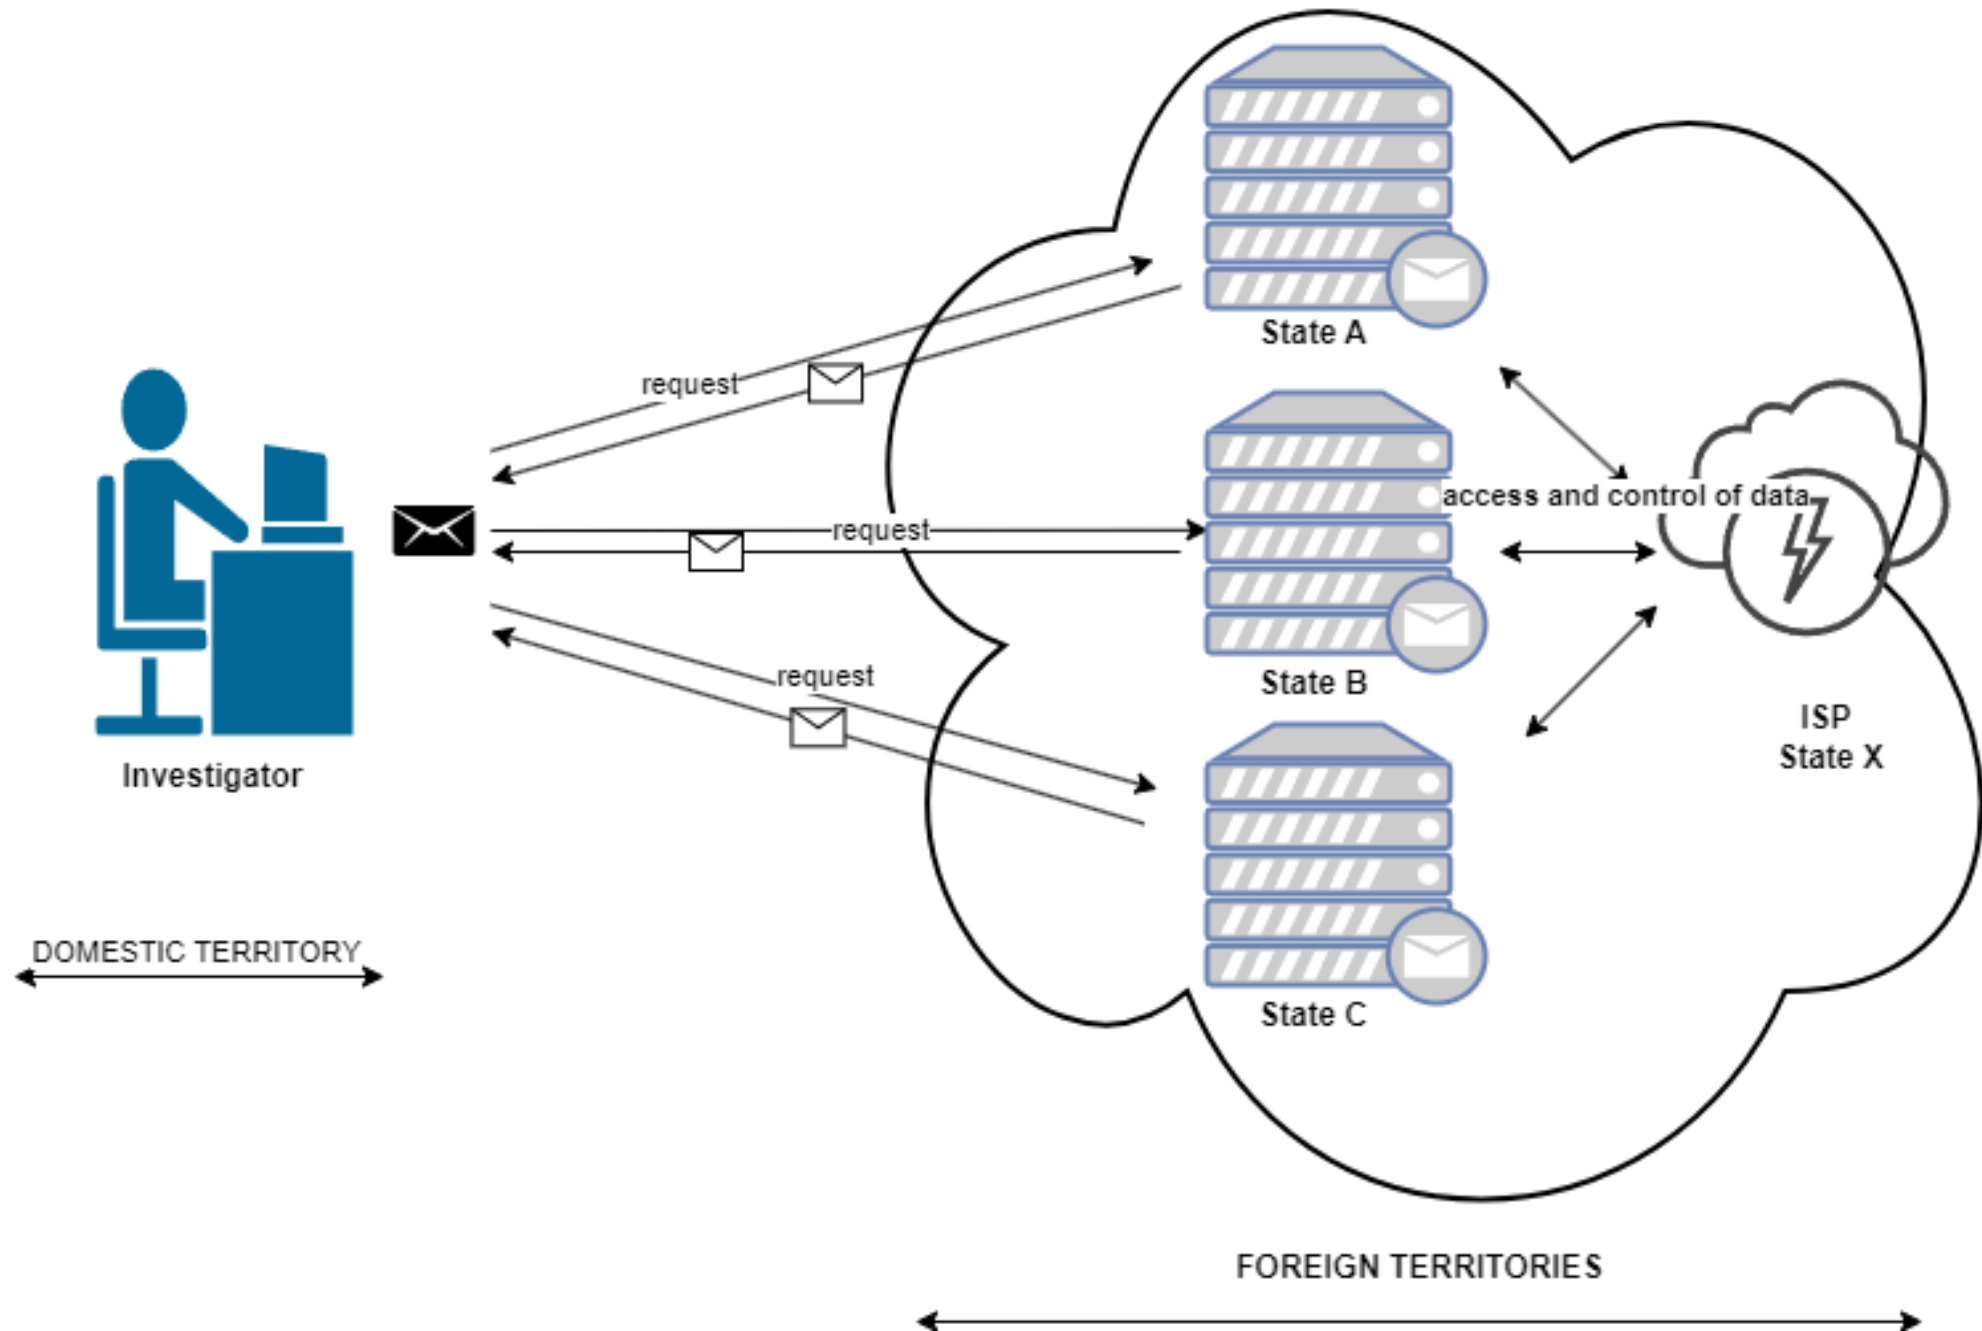 State A
request
access and control of data
request
request
State B
ISP
State X
Investigator
DOMESTIC TERRITORY
State C
FOREIGN TERRITORIES